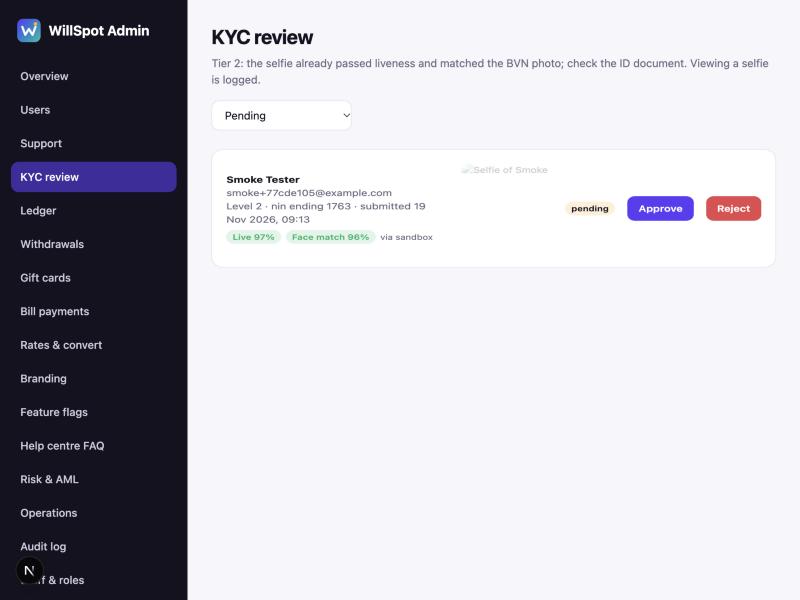 WillSpot Admin
Overview
Users
Support
KYC review
Ledger
Withdrawals
Gift cards
Bill payments
Rates & convert
Branding
Feature flags
Help centre FAQ
Risk & AML
Operations
Audit log
N
ff & roles
KYC review
Tier 2: the selfie already passed liveness and matched the BVN photo; check the ID document. Viewing a selfie
is logged.
Pending
Smoke Tester
smoke+77cde105@example.com
Level 2 · nin ending 1763 · submitted 19
Nov 2026, 09:13
Live 97% Face match 96% via sandbox
Selfie of Smoke
pending
Approve
Reject